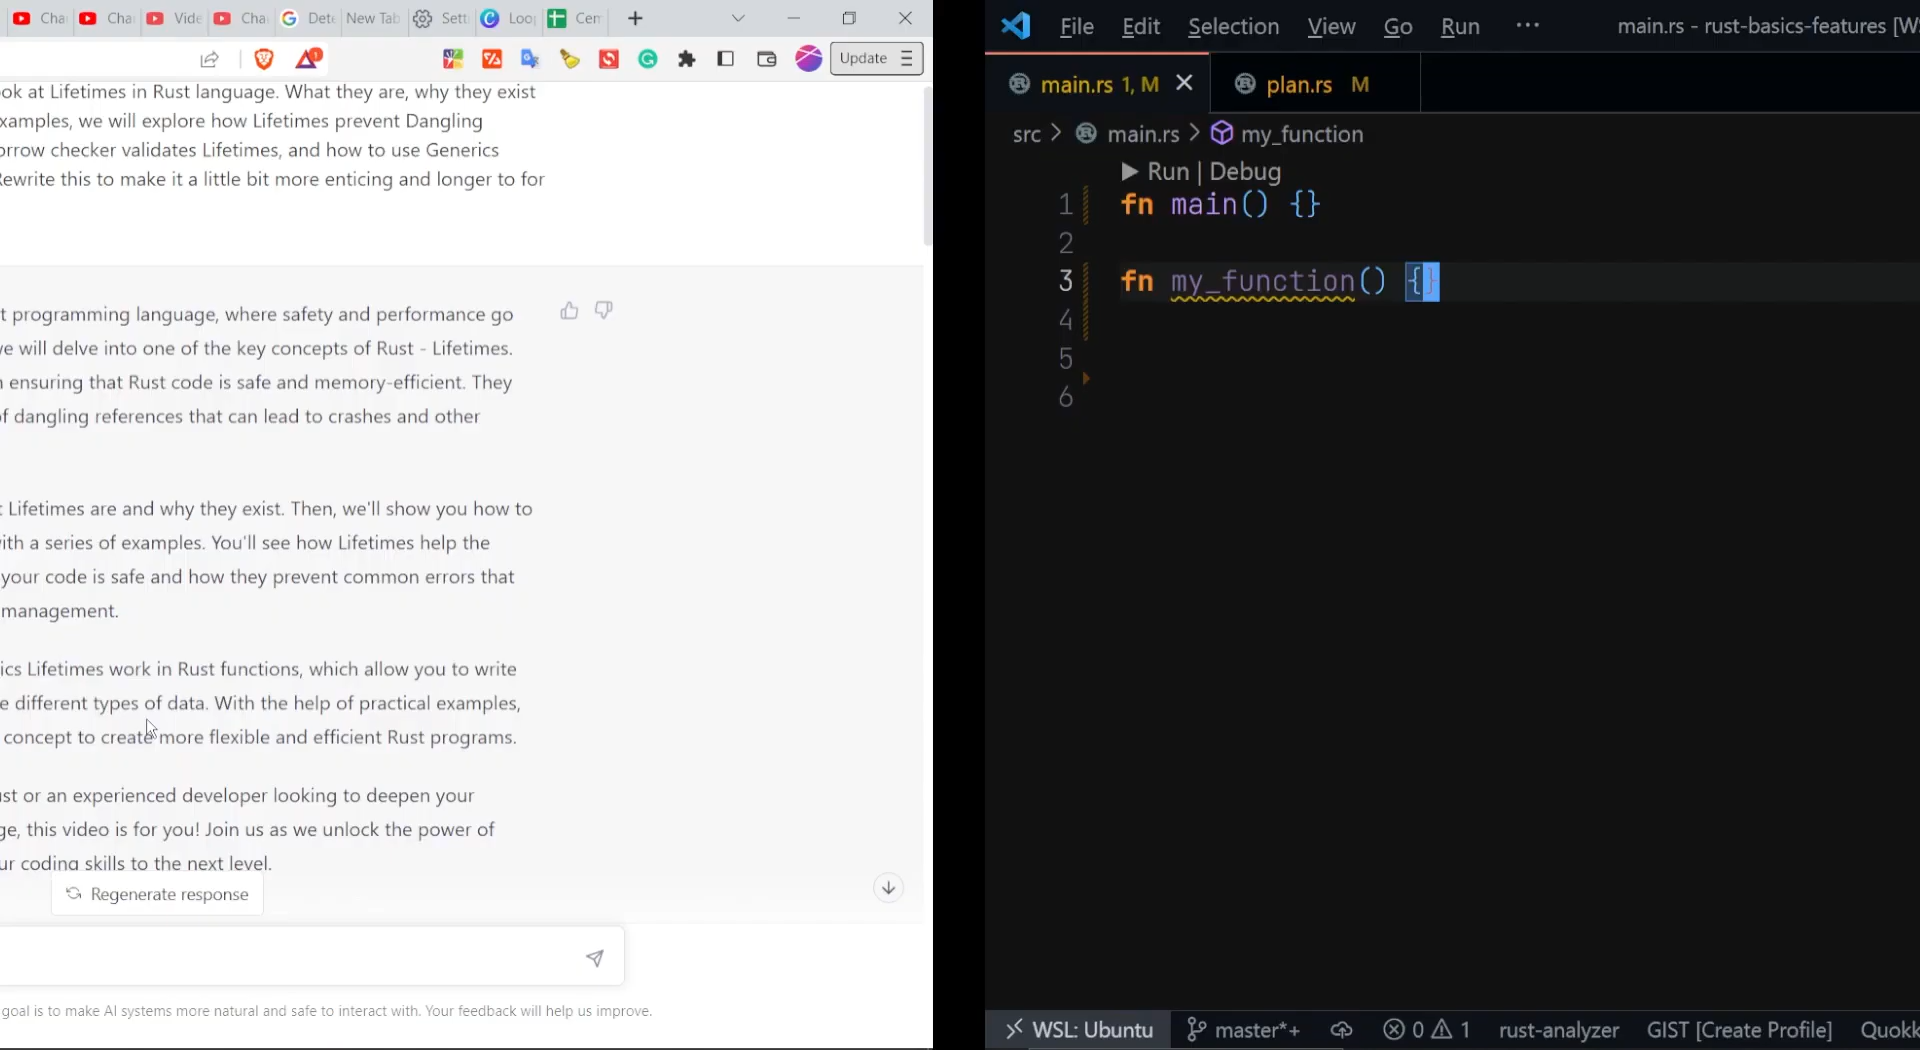 Cha
Cha
Vide
Cha
Dete
New Tab
Sett
Loo
Cem
Update
ok at Lifetimes in Rust language. What they are, why they exist
xamples, we will explore how Lifetimes prevent Dangling
orrow checker validates Lifetimes, and how to use Generics
Rewrite this to make it a little bit more enticing and longer to for
t programming language, where safety and performance go
ve will delve into one of the key concepts of Rust - Lifetimes.
n ensuring that Rust code is safe and memory-efficient. They
of dangling references that can lead to crashes and other
t Lifetimes are and why they exist. Then, we'll show you how to
ith a series of examples. You'll see how Lifetimes help the
your code is safe and how they prevent common errors that
management.
ics Lifetimes work in Rust functions, which allow you to write
e different types of data. With the help of practical examples,
concept to create more flexible and efficient Rust programs.
ust or an experienced developer looking to deepen your
ge, this video is for you! Join us as we unlock the power of
ur coding skills to the next level.
Regenerate response
goal is to make AI systems more natural and safe to interact with. Your feedback will help us improve.
File Edit Selection View Go Run ··· main.rs - rust-basics-features [WS
main.rs 1, M
plan.rs M
src > main.rs > my_function
Run | Debug
1 fn main() {}
2
3 fn my_function() {}
4
5
6
WSL: Ubuntu master*+ 0 1 rust-analyzer GIST [Create Profile] Quokk